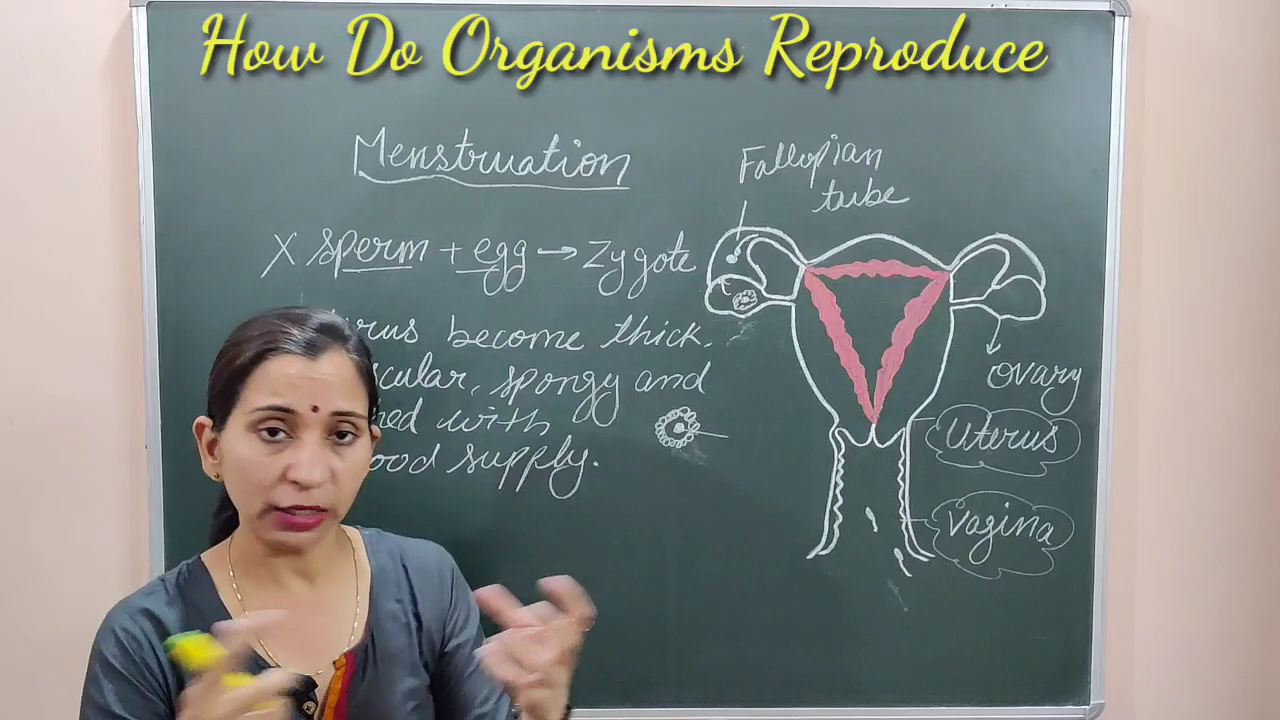 How Do Organisms Reproduce
Menstruation
X sperm + egg → Zygote
become thick,
spongy and
with
supply.
Fallopian
tube
ovary
Uterus
vagina